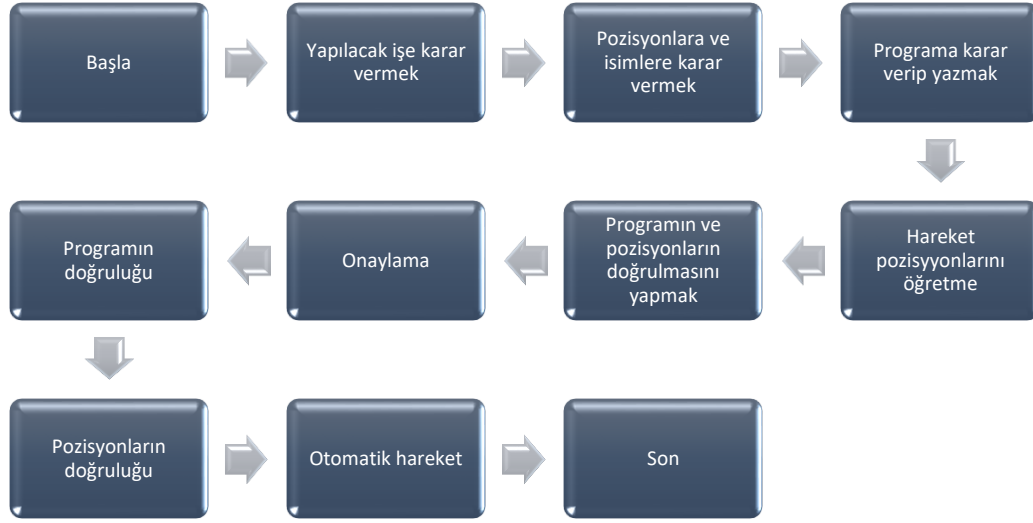 Başla
Yapılacak işe karar
vermek
Pozisyonlara ve
isimlere karar
vermek
Programa karar
verip yazmak
Hareket
pozisyyonlarını
öğretme
Programın ve
pozisyonların
doğrulmasını
yapmak
Onaylama
Programın
doğruluğu
Pozisyonların
doğruluğu
Otomatik hareket
Son